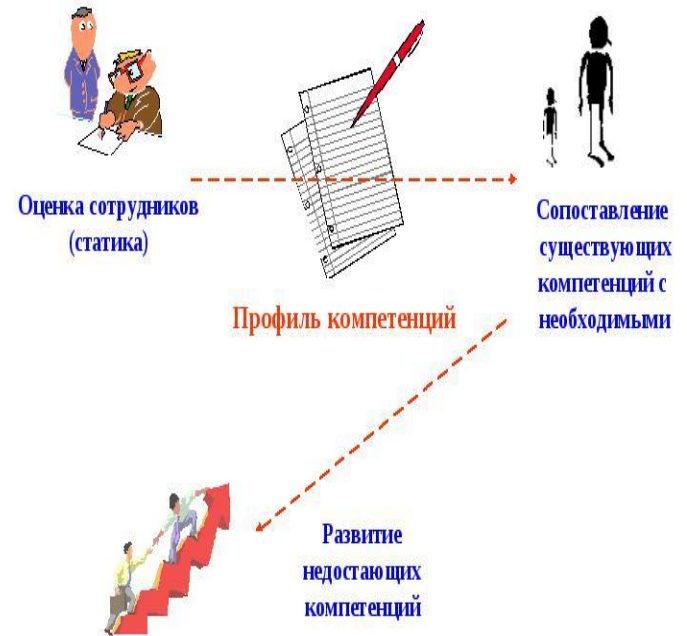 Оценка сотрудников
(статика)
Профиль компетенций
Сопоставление
существующих
компетенций с
необходимыми
Развитие
недостающих
компетенций